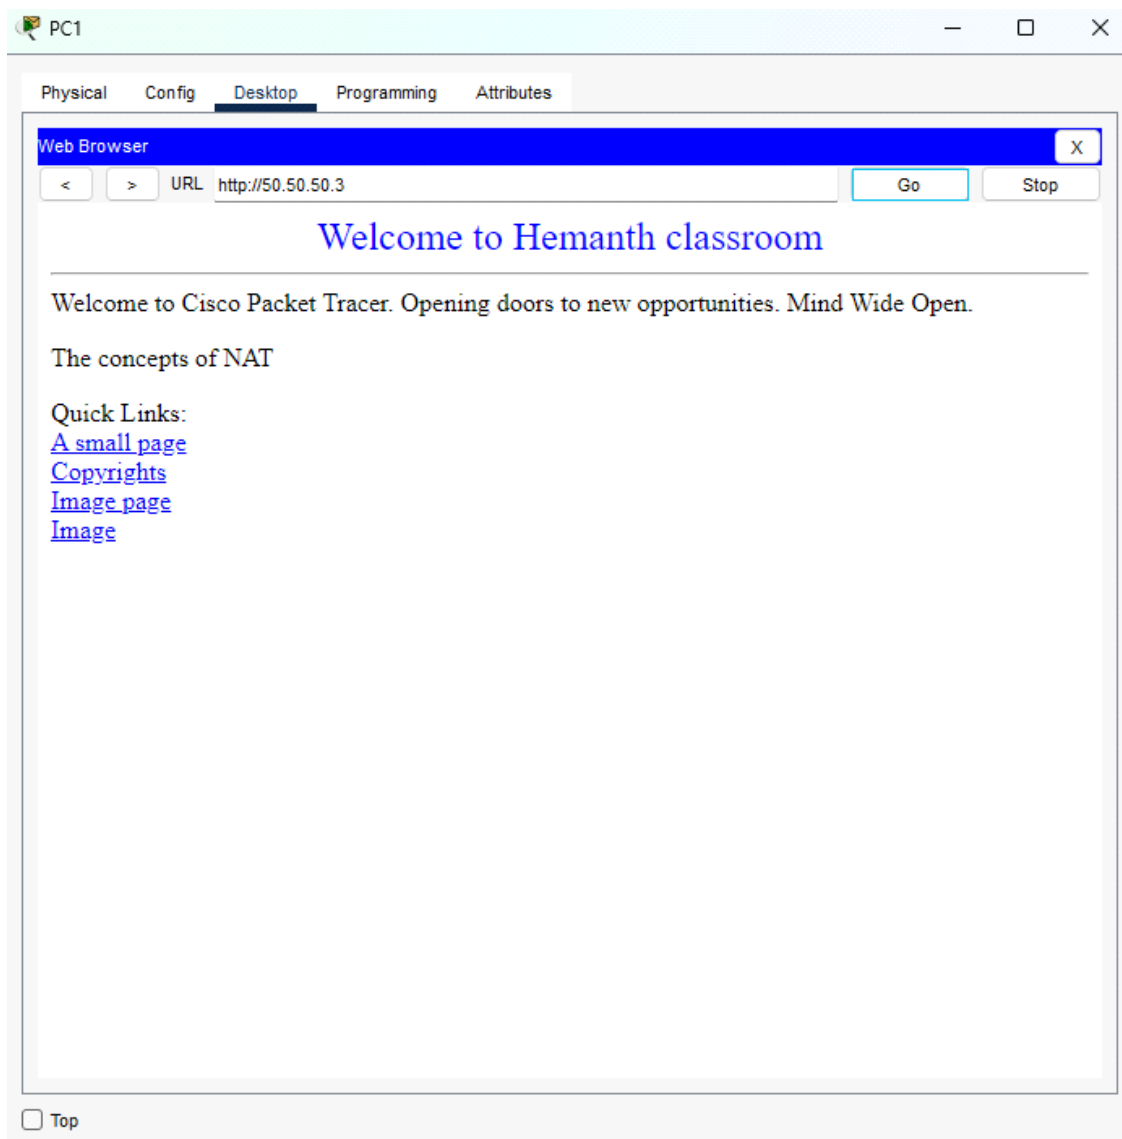 PC1
Physical Config Desktop Programming Attributes
Web Browser X
< > URL http://50.50.50.3 Go Stop
Welcome to Hemanth classroom
Welcome to Cisco Packet Tracer. Opening doors to new opportunities. Mind Wide Open.
The concepts of NAT
Quick Links:
A small page
Copyrights
Image page
Image
Top